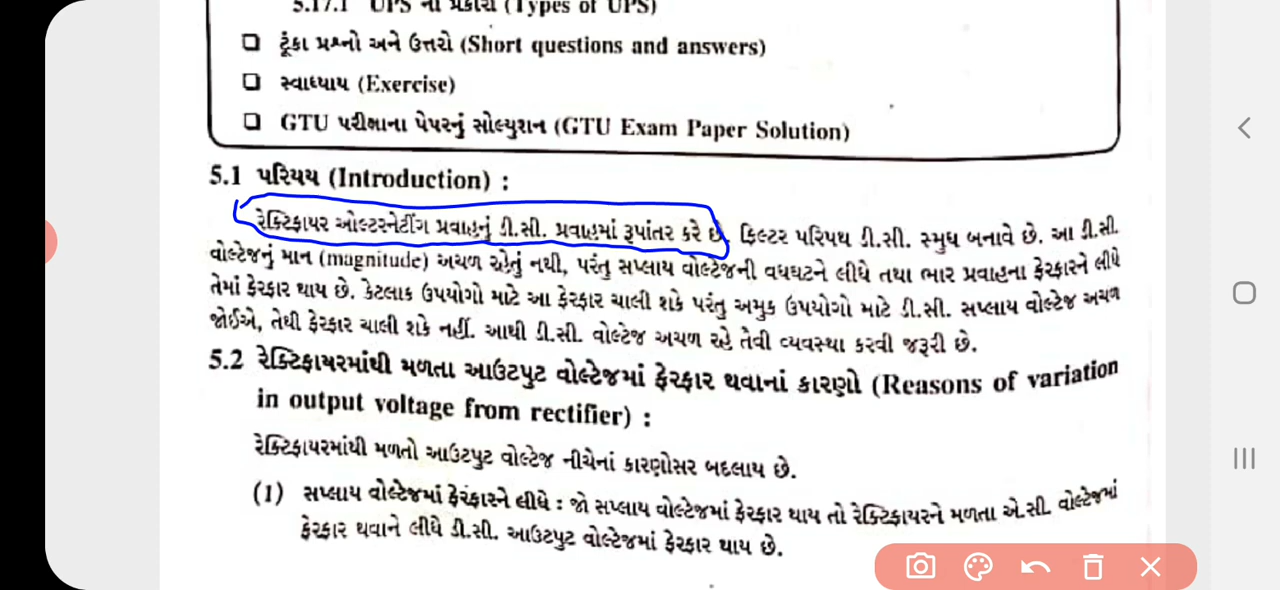 5.17.1 UPS ના પ્રકારો (Types of UPS)
❑ ટૂંકા પ્રશ્નો અને ઉત્તરો (Short questions and answers)
❑ સ્વાધ્યાય (Exercise)
❑ GTU પરીક્ષાના પેપરનું સોલ્યુશન (GTU Exam Paper Solution)
5.1 પરિચય (Introduction) :
રેક્ટિફાયર ઓલ્ટરનેટીંગ પ્રવાહનું ડી.સી. પ્રવાહમાં રૂપાંતર કરે છે. ફિલ્ટર પરિપથ ડી.સી. સ્મુધ બનાવે છે. આ ડી.સી.
વોલ્ટેજનું માન (magnitude) અચળ રહેતું નથી, પરંતુ સપ્લાય વોલ્ટેજની વધઘટને લીધે તથા ભાર પ્રવાહના ફેરફારને લીધે
તેમાં ફેરફાર થાય છે. કેટલાક ઉપયોગો માટે આ ફેરફાર ચાલી શકે પરંતુ અમુક ઉપયોગો માટે ડી.સી. સપ્લાય વોલ્ટેજ અચળ
જોઈએ, તેથી ફેરફાર ચાલી શકે નહીં. આથી ડી.સી. વોલ્ટેજ અચળ રહે તેવી વ્યવસ્થા કરવી જરૂરી છે.
5.2 રેક્ટિફાયરમાંથી મળતા આઉટપુટ વોલ્ટેજમાં ફેરફાર થવાનાં કારણો (Reasons of variation
in output voltage from rectifier) :
રેક્ટિફાયરમાંથી મળતો આઉટપુટ વોલ્ટેજ નીચેનાં કારણોસર બદલાય છે.
(1) સપ્લાય વોલ્ટેજમાં ફેરફારને લીધે : જો સપ્લાય વોલ્ટેજમાં ફેરફાર થાય તો રેક્ટિફાયરને મળતા એ.સી. વોલ્ટેજમાં
ફેરફાર થવાને લીધે ડી.સી. આઉટપુટ વોલ્ટેજમાં ફેરફાર થાય છે.